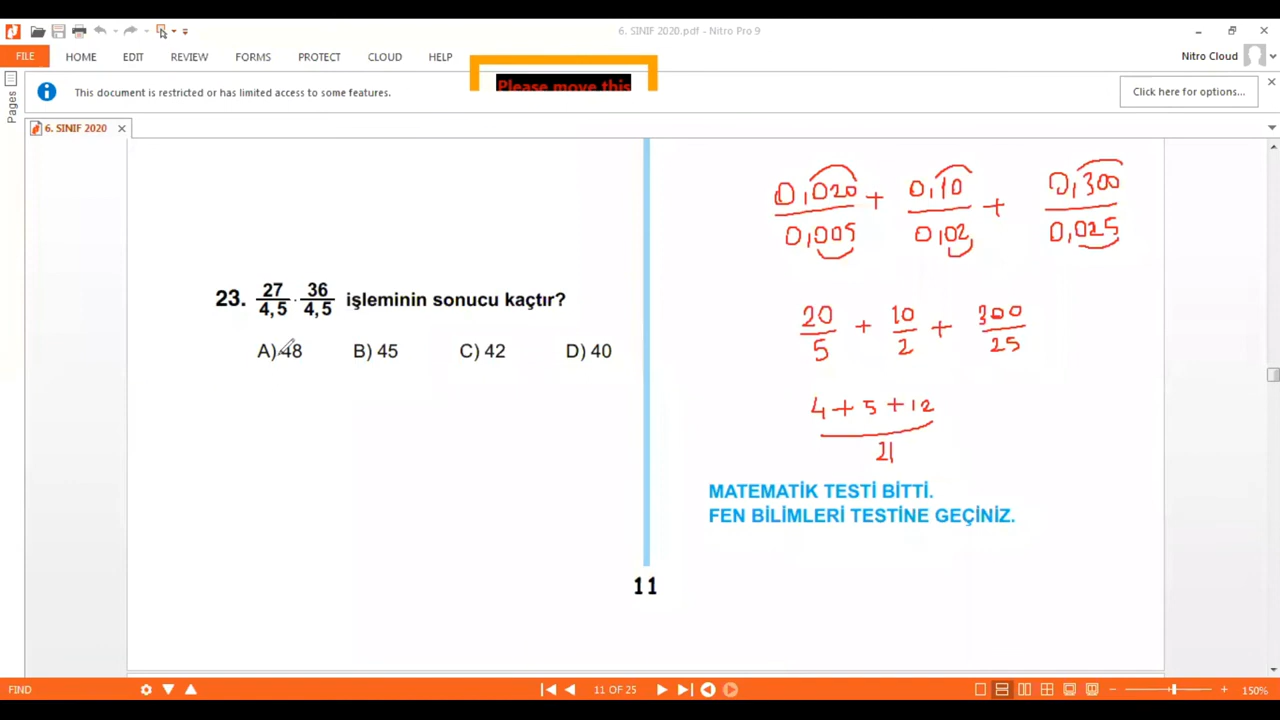 6. SINIF 2020.pdf - Nitro Pro 9
FILE HOME EDIT REVIEW FORMS PROTECT CLOUD HELP
Nitro Cloud
Please move this
This document is restricted or has limited access to some features.
Click here for options...
Pages
6. SINIF 2020
23. 27/4,5 · 36/4,5 işleminin sonucu kaçtır?
A) 48 B) 45 C) 42 D) 40
0,020/0,005 + 0,10/0,02 + 0,300/0,025
20/5 + 10/2 + 300/25
4 + 5 + 12
21
MATEMATİK TESTİ BİTTİ.
FEN BİLİMLERİ TESTİNE GEÇİNİZ.
11
FIND
11 OF 25
150%